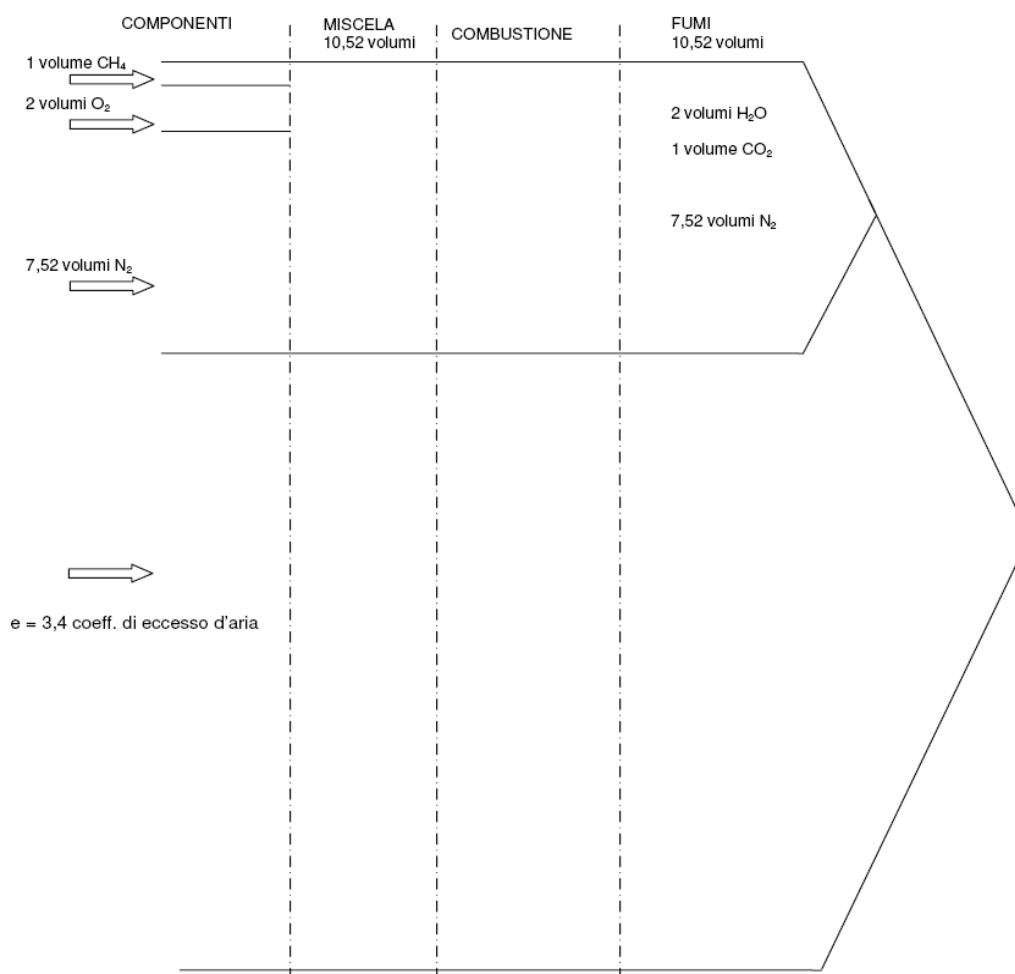 COMPONENTI
MISCELA
10,52 volumi
COMBUSTIONE
FUMI
10,52 volumi
1 volume CH₄
2 volumi O₂
2 volumi H₂O
1 volume CO₂
7,52 volumi N₂
7,52 volumi N₂
e = 3,4 coeff. di eccesso d'aria